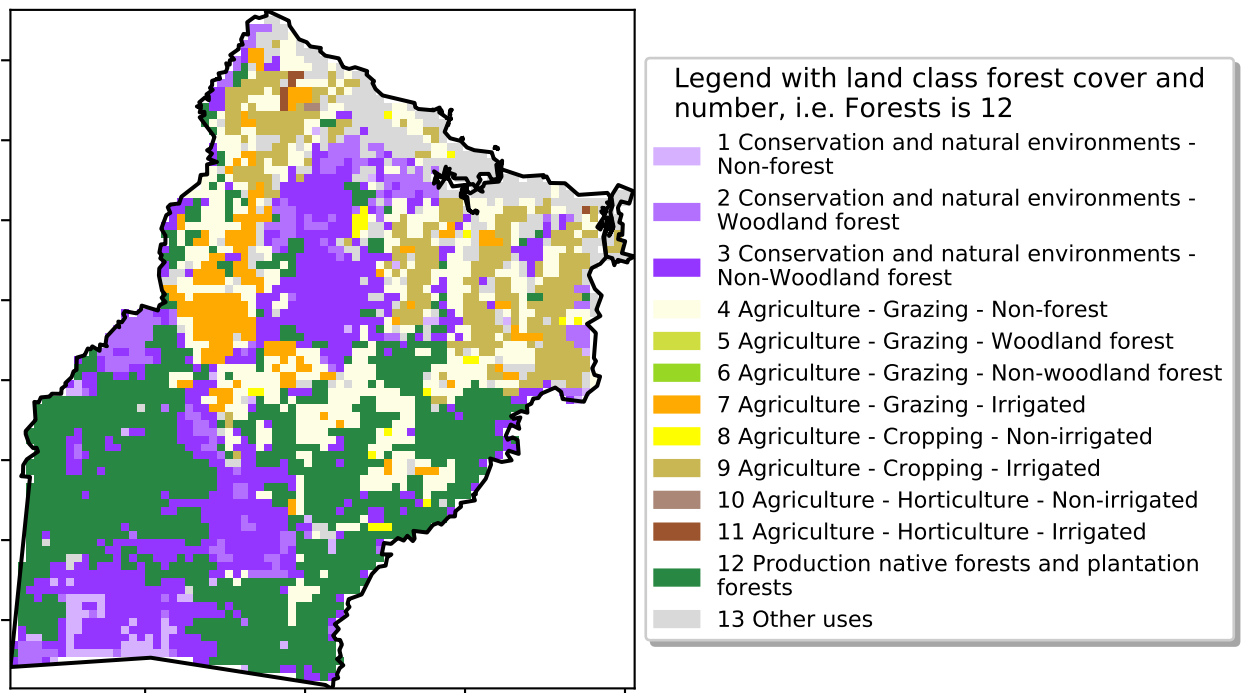 Legend with land class forest cover and
number, i.e. Forests is 12
1 Conservation and natural environments -
Non-forest
2 Conservation and natural environments -
Woodland forest
3 Conservation and natural environments -
Non-Woodland forest
4 Agriculture - Grazing - Non-forest
5 Agriculture - Grazing - Woodland forest
6 Agriculture - Grazing - Non-woodland forest
7 Agriculture - Grazing - Irrigated
8 Agriculture - Cropping - Non-irrigated
9 Agriculture - Cropping - Irrigated
10 Agriculture - Horticulture - Non-irrigated
11 Agriculture - Horticulture - Irrigated
12 Production native forests and plantation
forests
13 Other uses